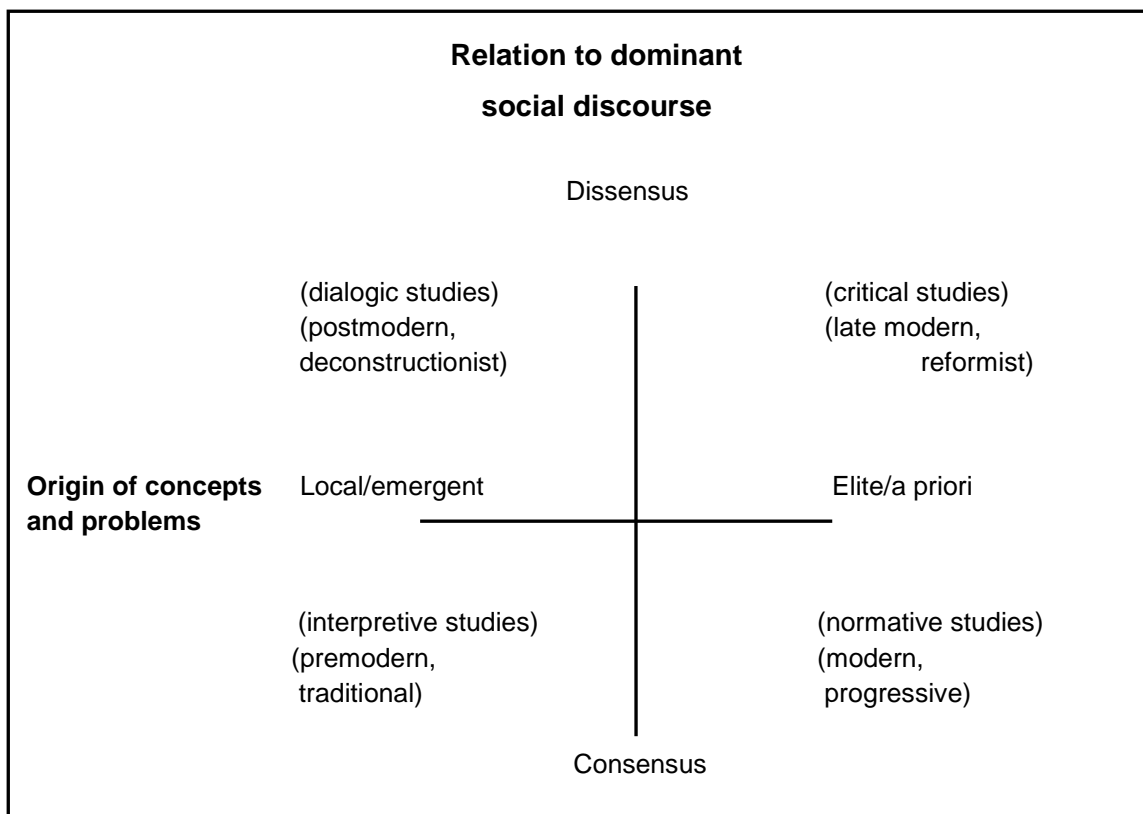 Relation to dominant
social discourse
Dissensus
(dialogic studies)
(postmodern,
deconstructionist)
(critical studies)
(late modern,
reformist)
Origin of concepts
and problems
Local/emergent
Elite/a priori
(interpretive studies)
(premodern,
traditional)
(normative studies)
(modern,
progressive)
Consensus